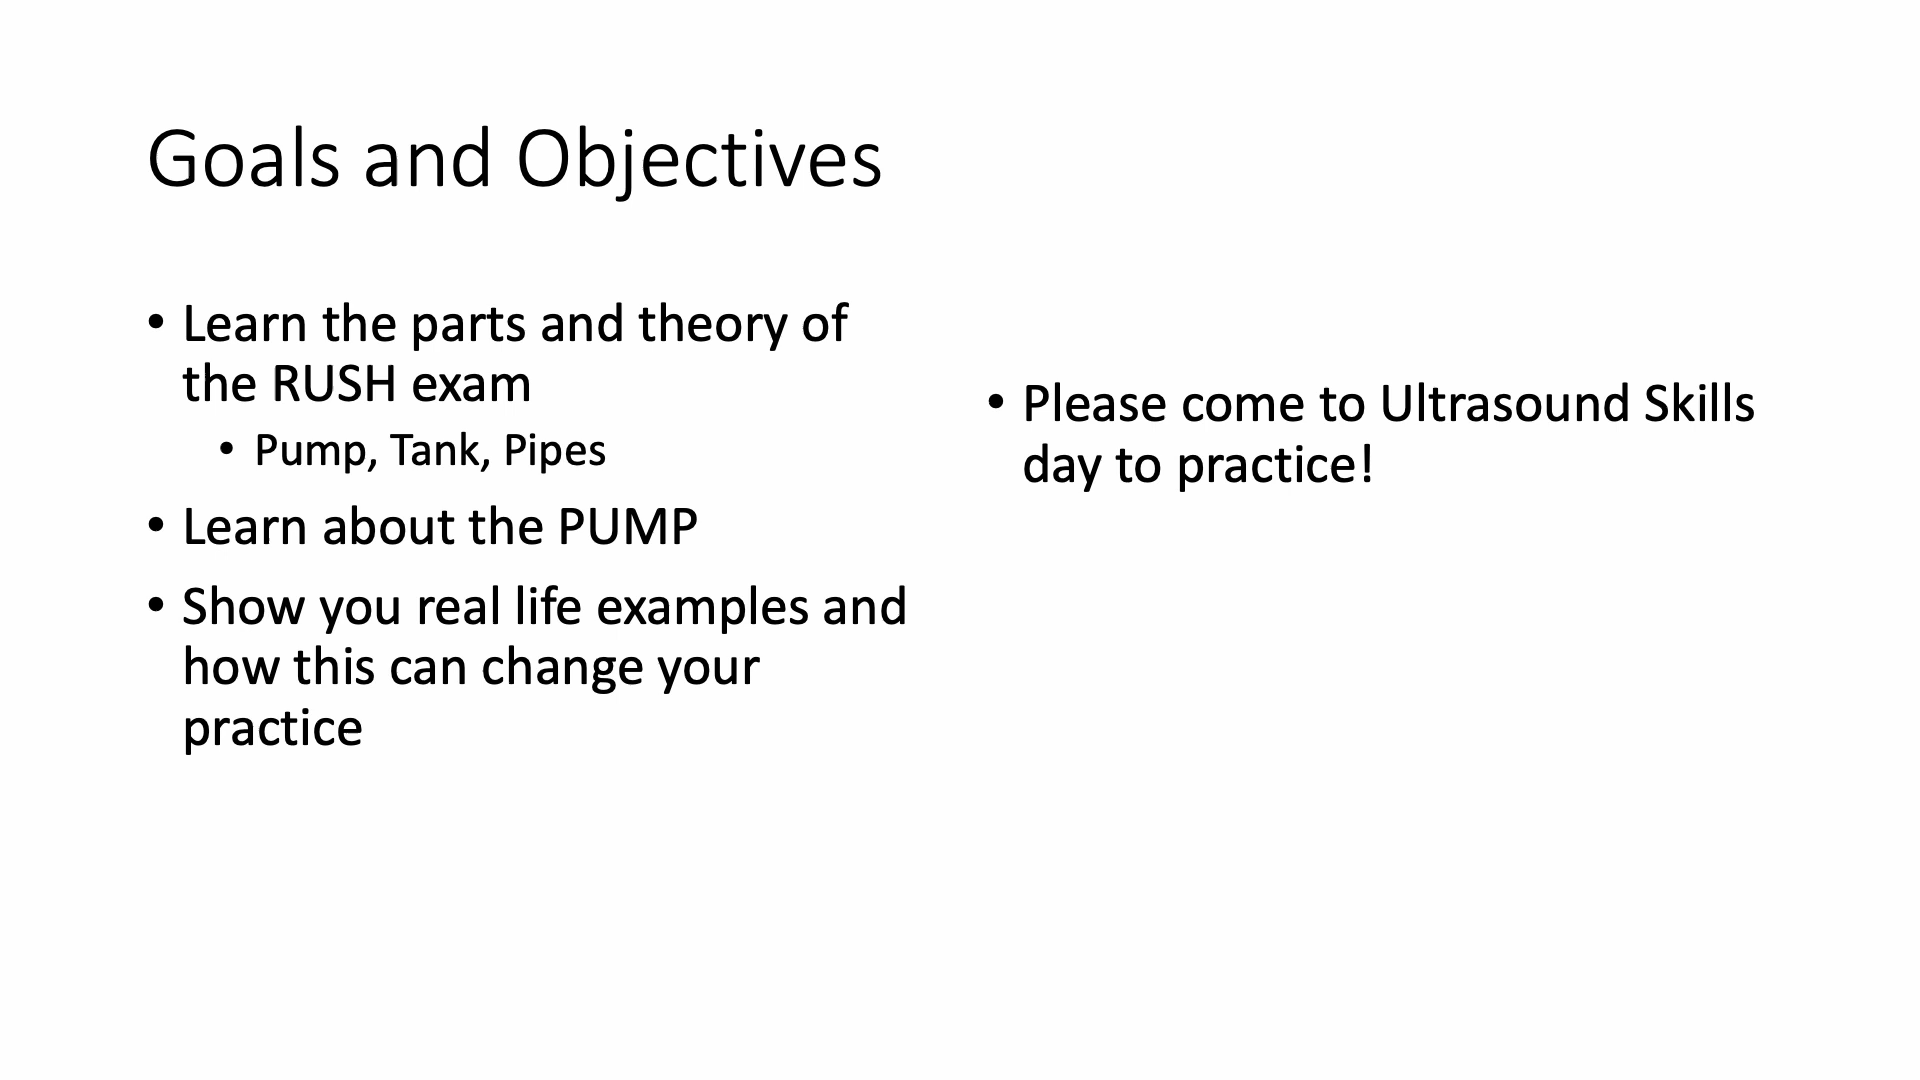 Goals and Objectives
• Learn the parts and theory of
the RUSH exam
• Pump, Tank, Pipes
• Learn about the PUMP
• Show you real life examples and
how this can change your
practice
• Please come to Ultrasound Skills
day to practice!